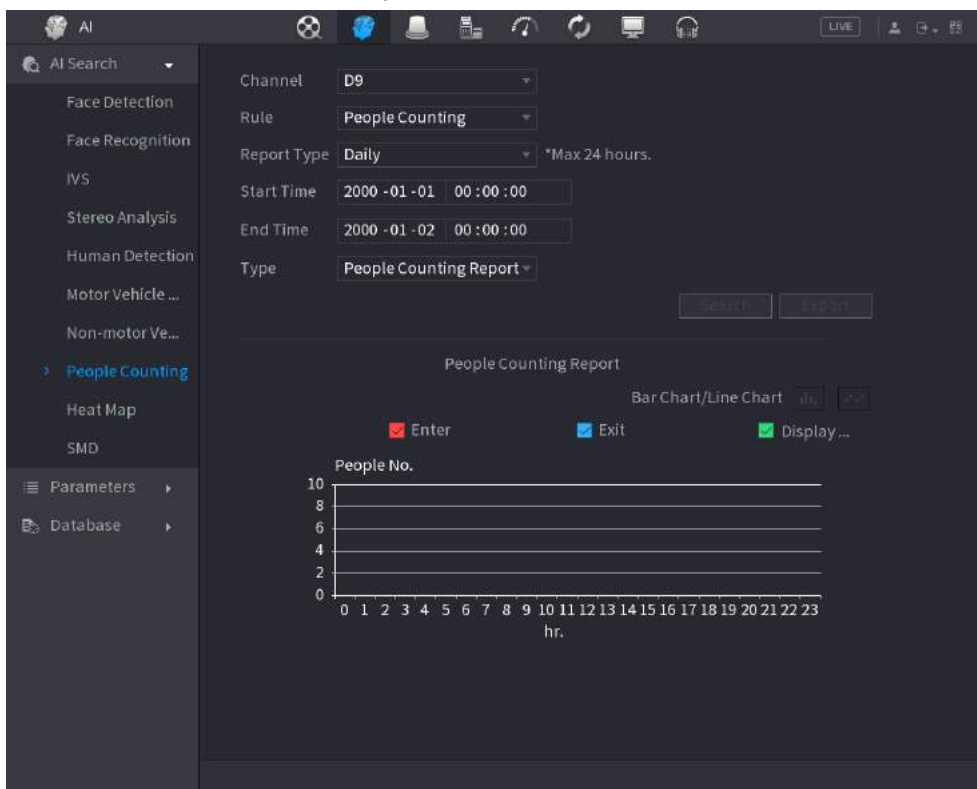 AI
LIVE
AI Search
Face Detection
Face Recognition
IVS
Stereo Analysis
Human Detection
Motor Vehicle ...
Non-motor Ve...
People Counting
Heat Map
SMD
Parameters
Database
Channel D9
Rule People Counting
Report Type Daily *Max 24 hours.
Start Time 2000 -01 -01 00 : 00 : 00
End Time 2000 -01 -02 00 : 00 : 00
Type People Counting Report
Search Export
People Counting Report
Bar Chart/Line Chart
Enter Exit Display ...
People No.
10
8
6
4
2
0
0 1 2 3 4 5 6 7 8 9 10 11 12 13 14 15 16 17 18 19 20 21 22 23
hr.